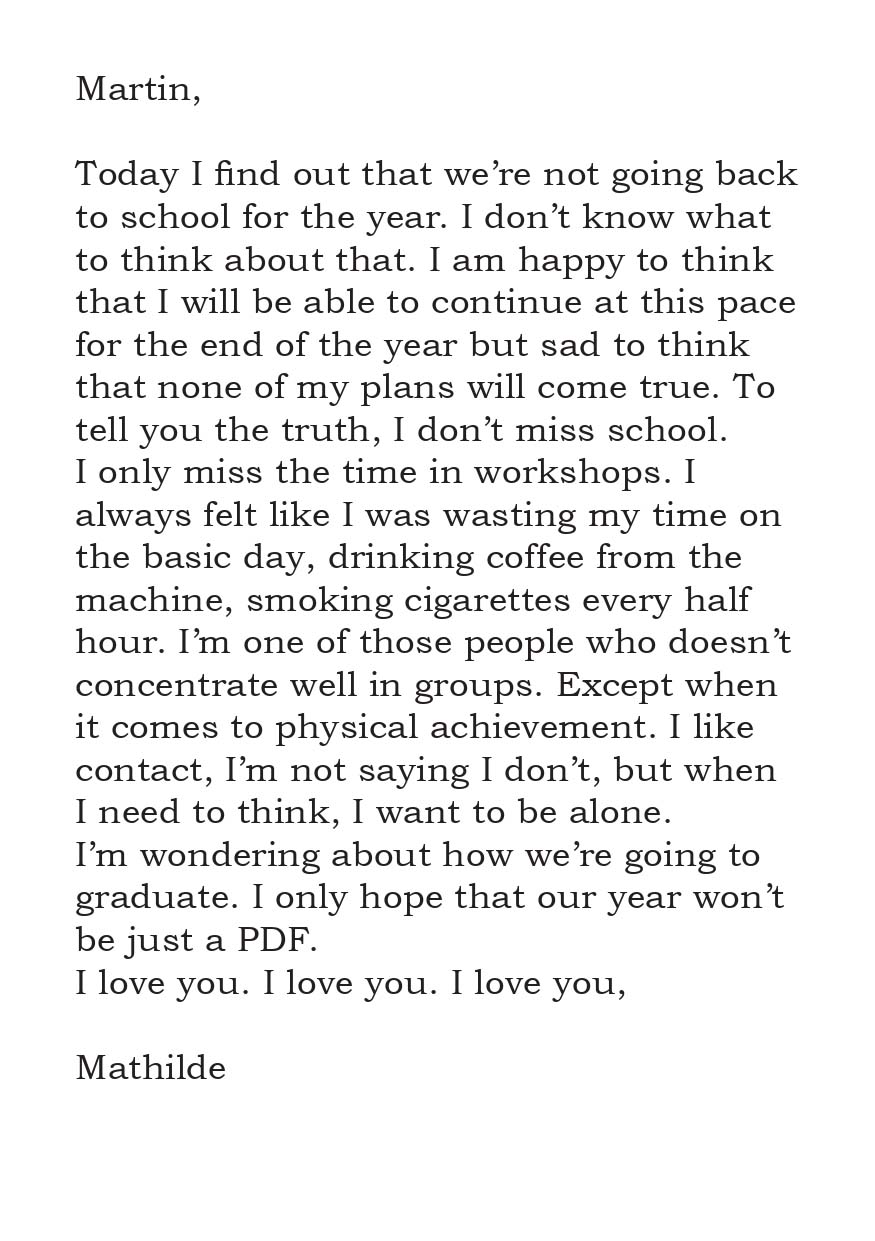 Martin,
Today I find out that we’re not going back
to school for the year. I don’t know what
to think about that. I am happy to think
that I will be able to continue at this pace
for the end of the year but sad to think
that none of my plans will come true. To
tell you the truth, I don’t miss school.
I only miss the time in workshops. I
always felt like I was wasting my time on
the basic day, drinking coffee from the
machine, smoking cigarettes every half
hour. I’m one of those people who doesn’t
concentrate well in groups. Except when
it comes to physical achievement. I like
contact, I’m not saying I don’t, but when
I need to think, I want to be alone.
I’m wondering about how we’re going to
graduate. I only hope that our year won’t
be just a PDF.
I love you. I love you. I love you,
Mathilde